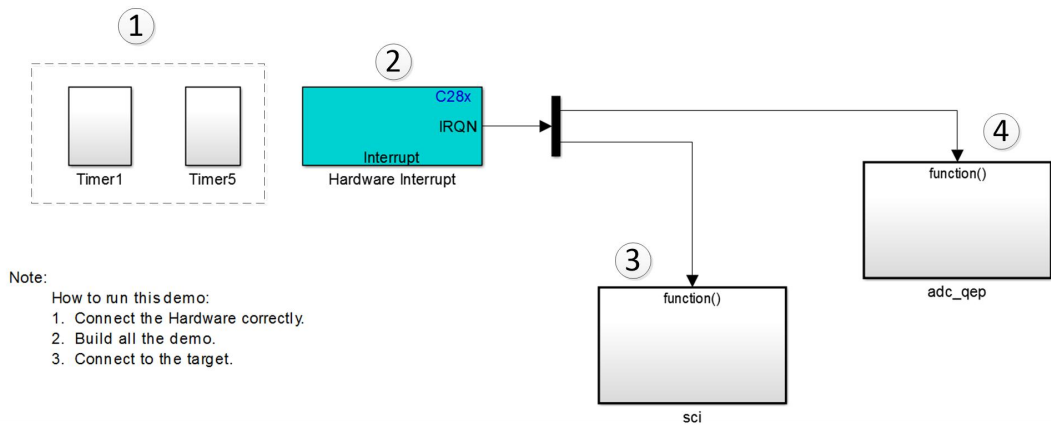 1
2
C28x
IRQN
Interrupt
Hardware Interrupt
Timer1
Timer5
4
function()
adc_qep
3
function()
sci
Note:
How to run this demo:
1. Connect the Hardware correctly.
2. Build all the demo.
3. Connect to the target.